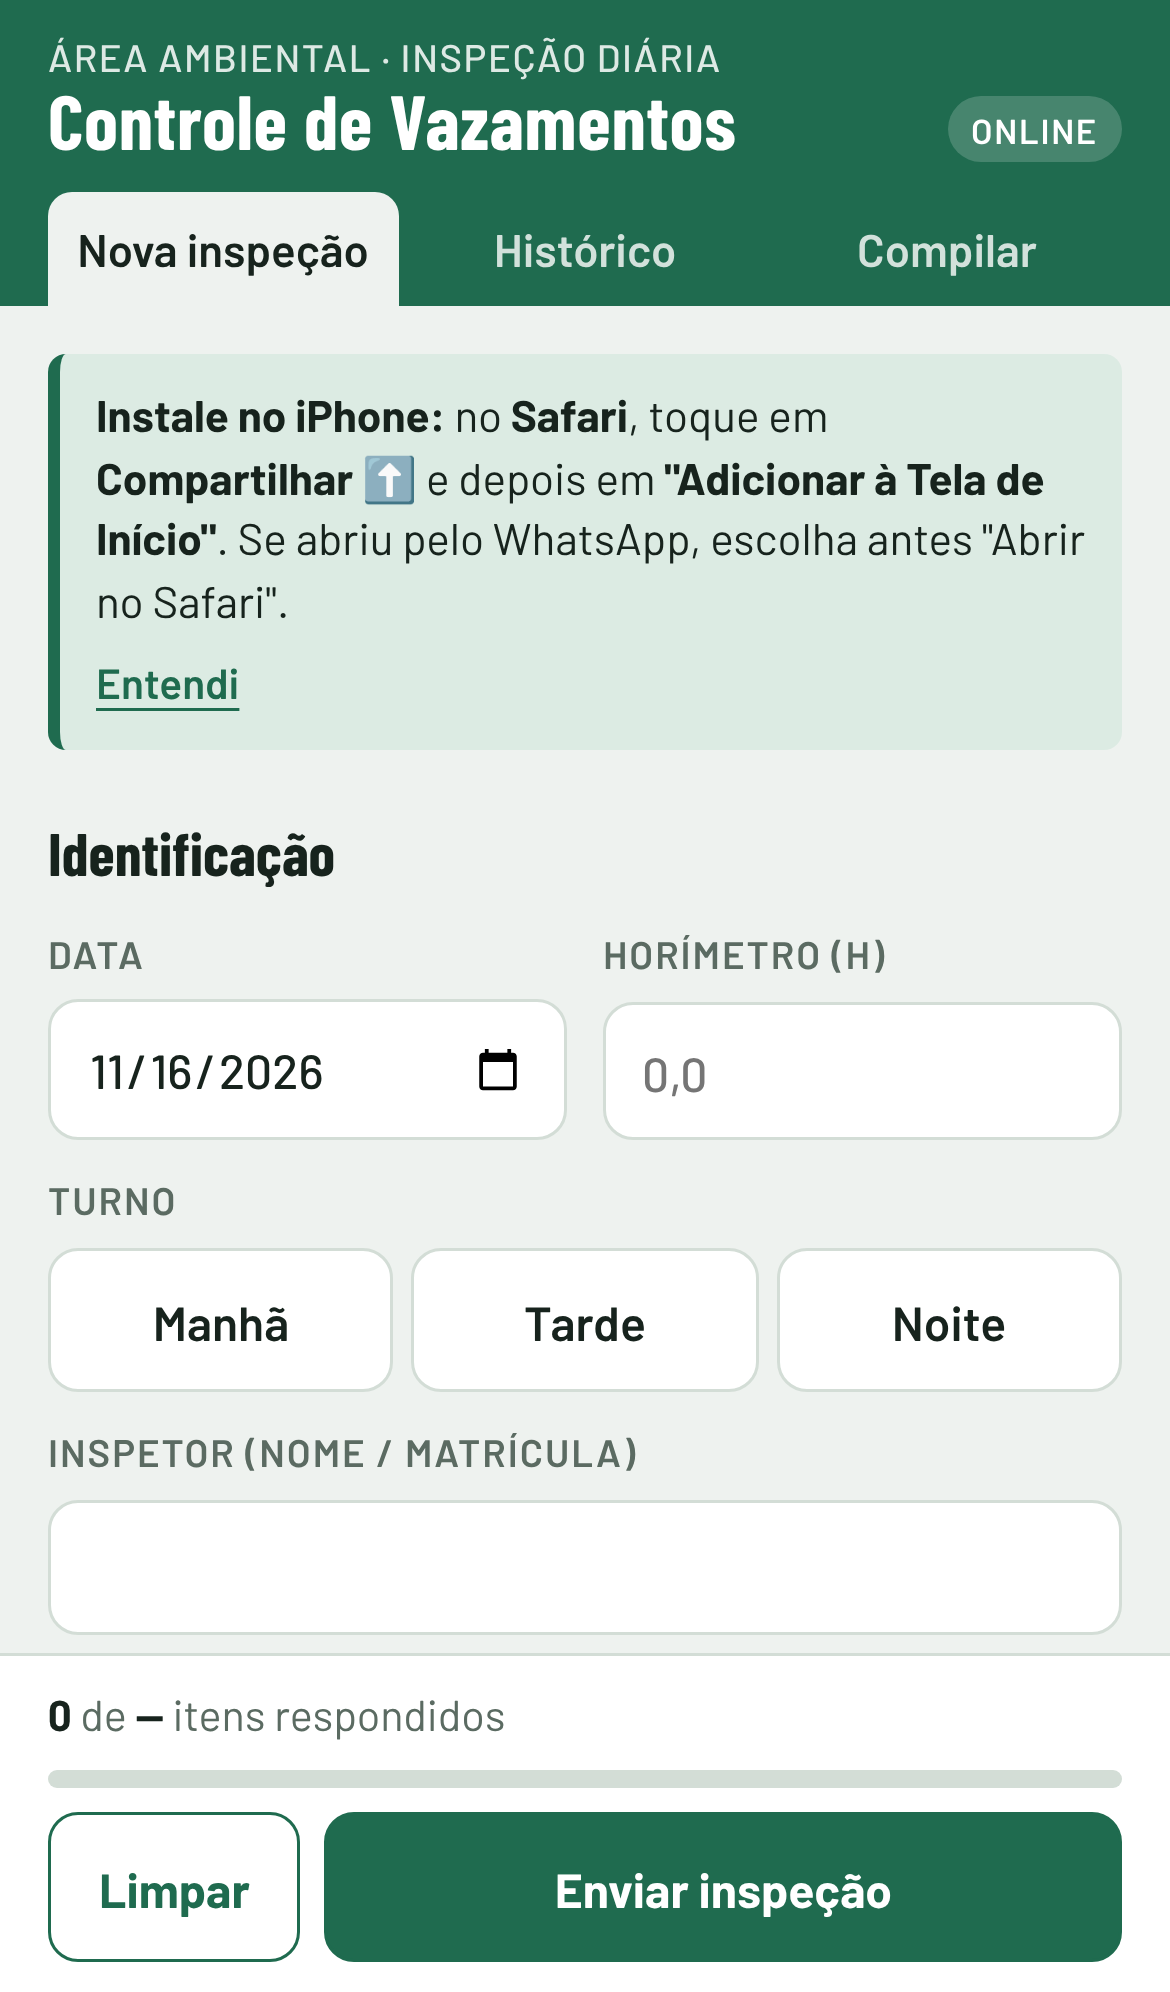 ÁREA AMBIENTAL · INSPEÇÃO DIÁRIA
Controle de Vazamentos
ONLINE
Nova inspeção
Histórico
Compilar
Instale no iPhone: no Safari, toque em
Compartilhar ⬆️ e depois em "Adicionar à Tela de
Início". Se abriu pelo WhatsApp, escolha antes "Abrir
no Safari".
Entendi
Identificação
DATA
HORÍMETRO (H)
11/16/2026
0,0
TURNO
Manhã
Tarde
Noite
INSPETOR (NOME / MATRÍCULA)
0 de — itens respondidos
Limpar
Enviar inspeção